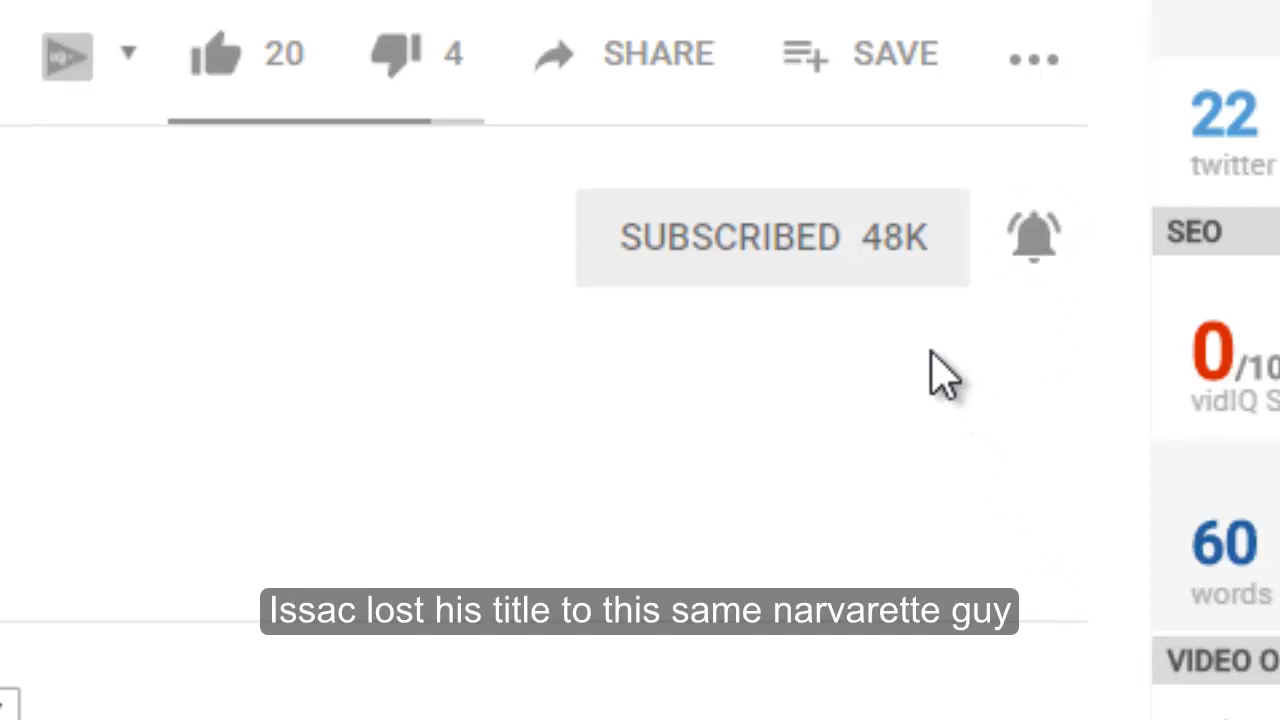 20 4 SHARE SAVE
22
twitter
SUBSCRIBED 48K
SEO
0/10
vidIQ S
60
words
Issac lost his title to this same narvarette guy
VIDEO O